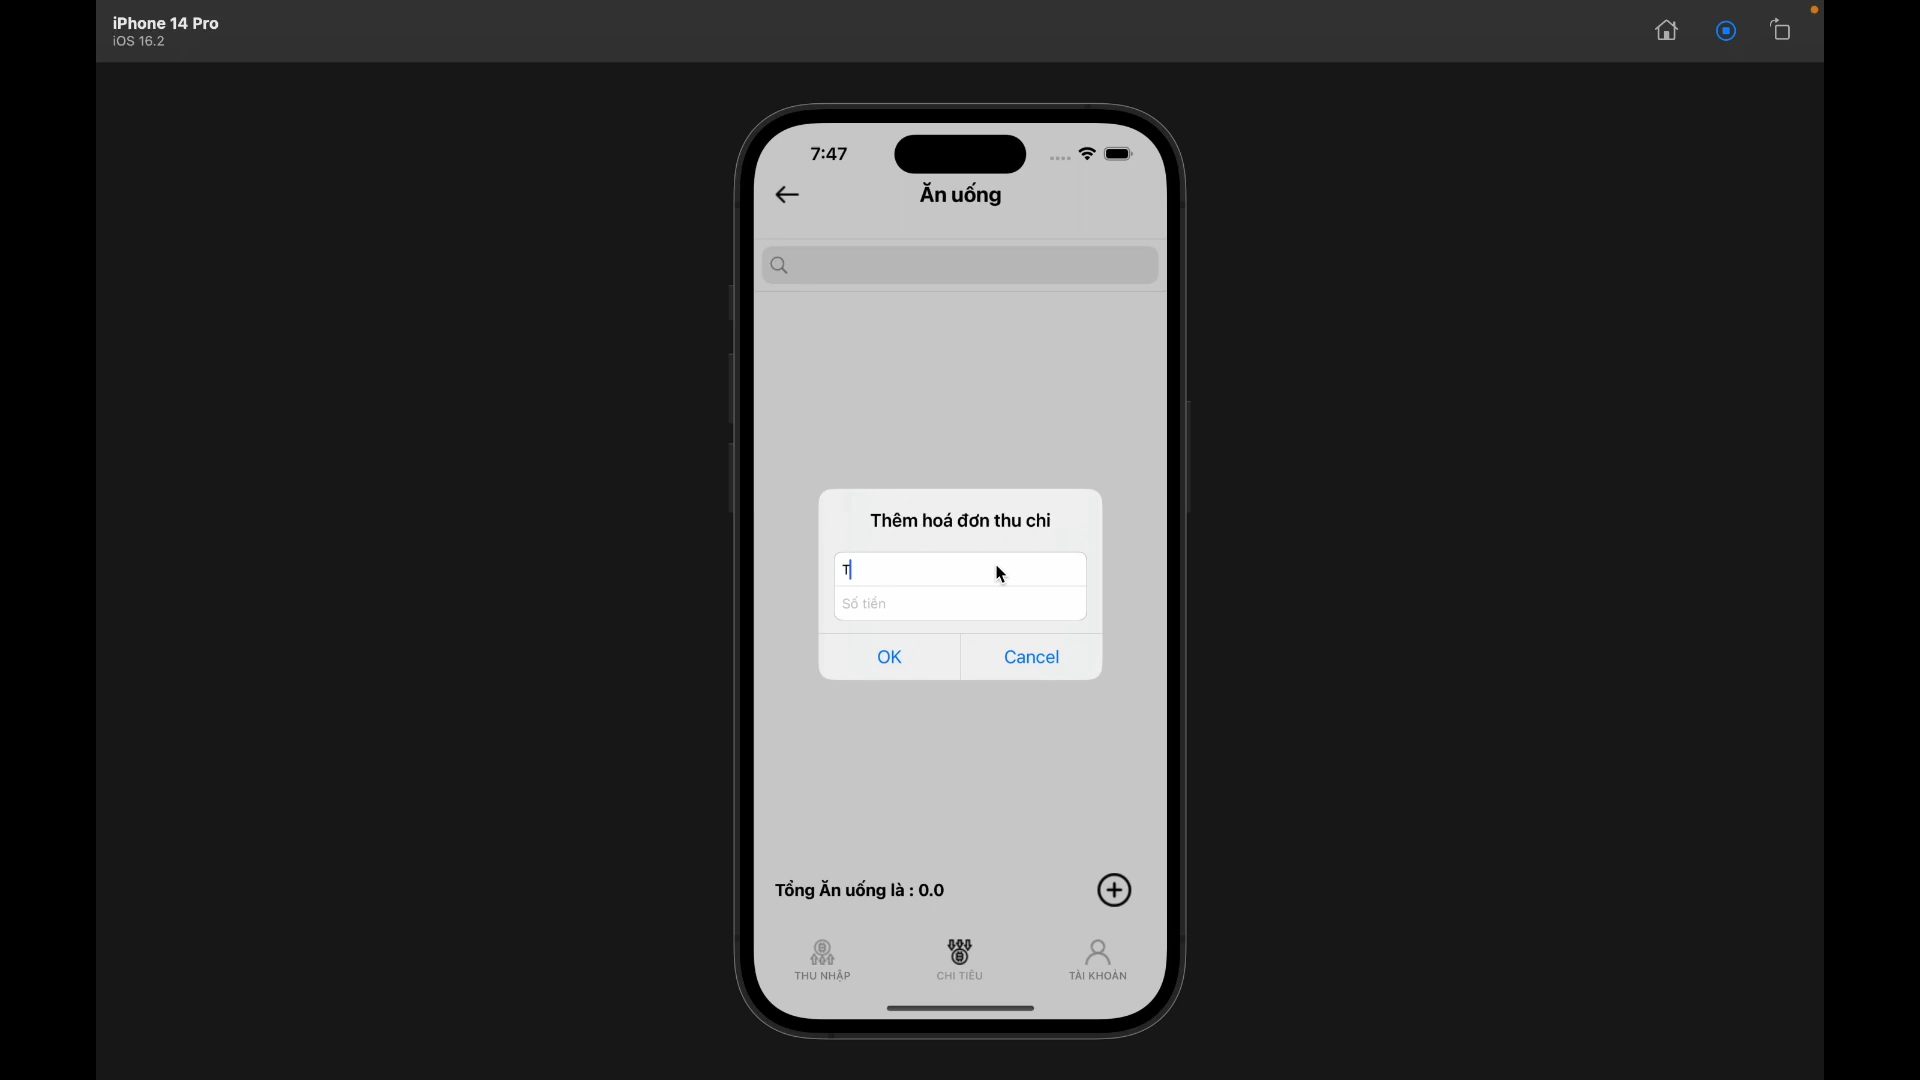 iPhone 14 Pro
iOS 16.2
7:47
Ăn uống
Thêm hoá đơn thu chi
T
Số tiền
OK
Cancel
Tổng Ăn uống là : 0.0
THU NHẬP
CHI TIÊU
TÀI KHOẢN